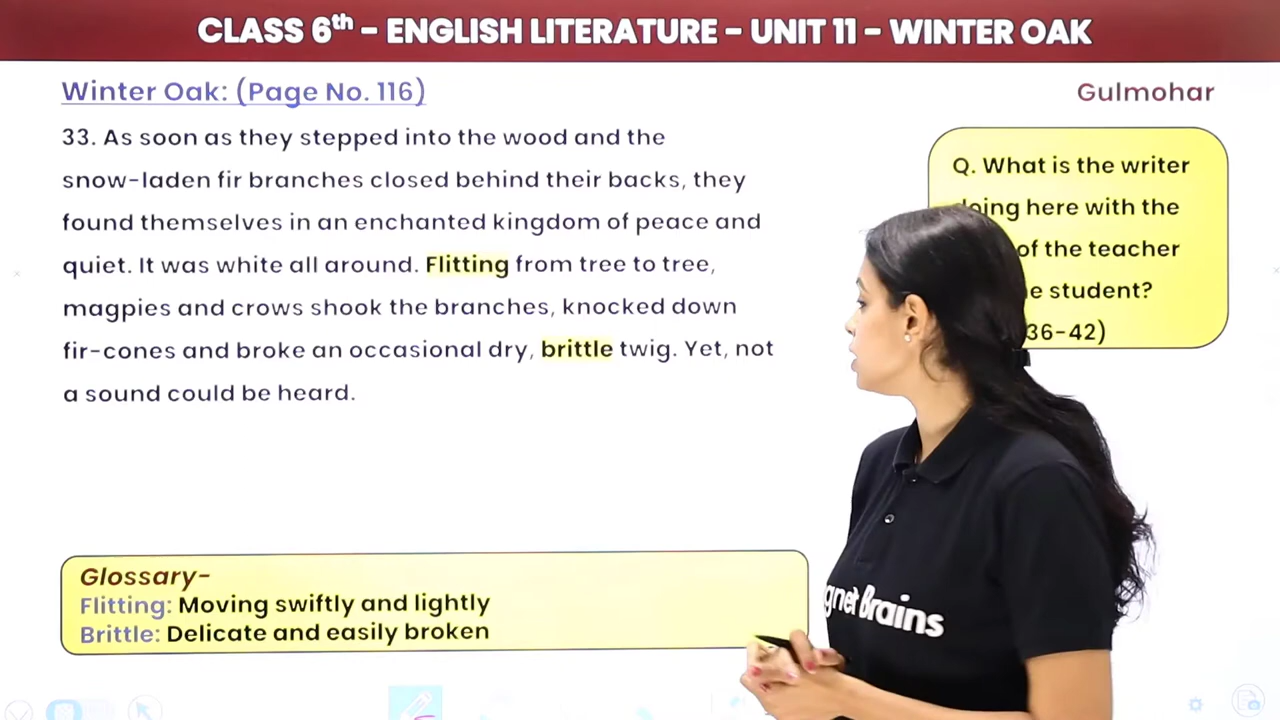 CLASS 6th – ENGLISH LITERATURE – UNIT 11 – WINTER OAK
Winter Oak: (Page No. 116)
Gulmohar
33. As soon as they stepped into the wood and the
snow-laden fir branches closed behind their backs, they
found themselves in an enchanted kingdom of peace and
quiet. It was white all around. Flitting from tree to tree,
magpies and crows shook the branches, knocked down
fir-cones and broke an occasional dry, brittle twig. Yet, not
a sound could be heard.
Q. What is the writer
here with the
of the teacher
student?
36-42)
Glossary-
Flitting: Moving swiftly and lightly
Brittle: Delicate and easily broken
Brains